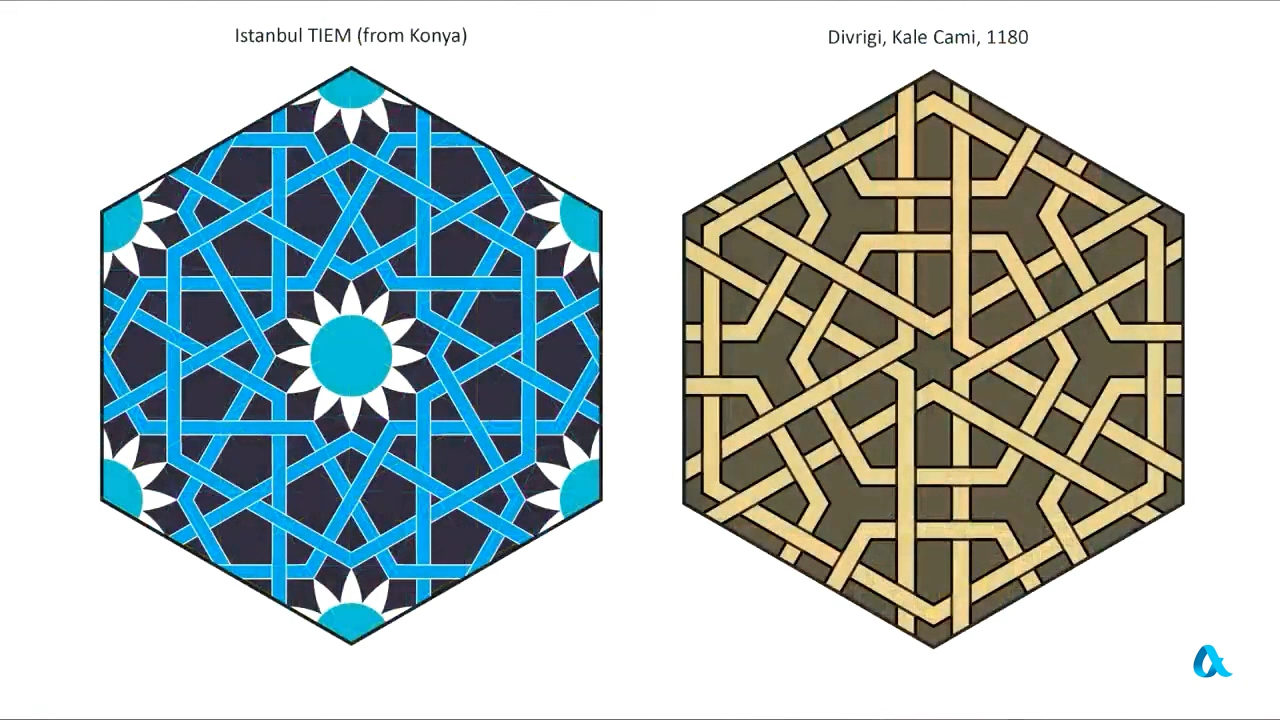 Istanbul TIEM (from Konya)
Divrigi, Kale Cami, 1180